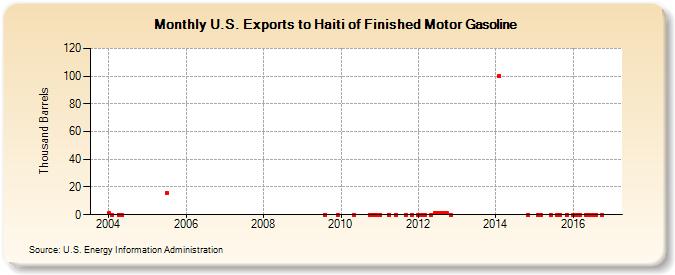 Monthly U.S. Exports to Haiti of Finished Motor Gasoline
Thousand Barrels
120
100
80
60
40
20
0
2004 2006 2008 2010 2012 2014 2016
Source: U.S. Energy Information Administration